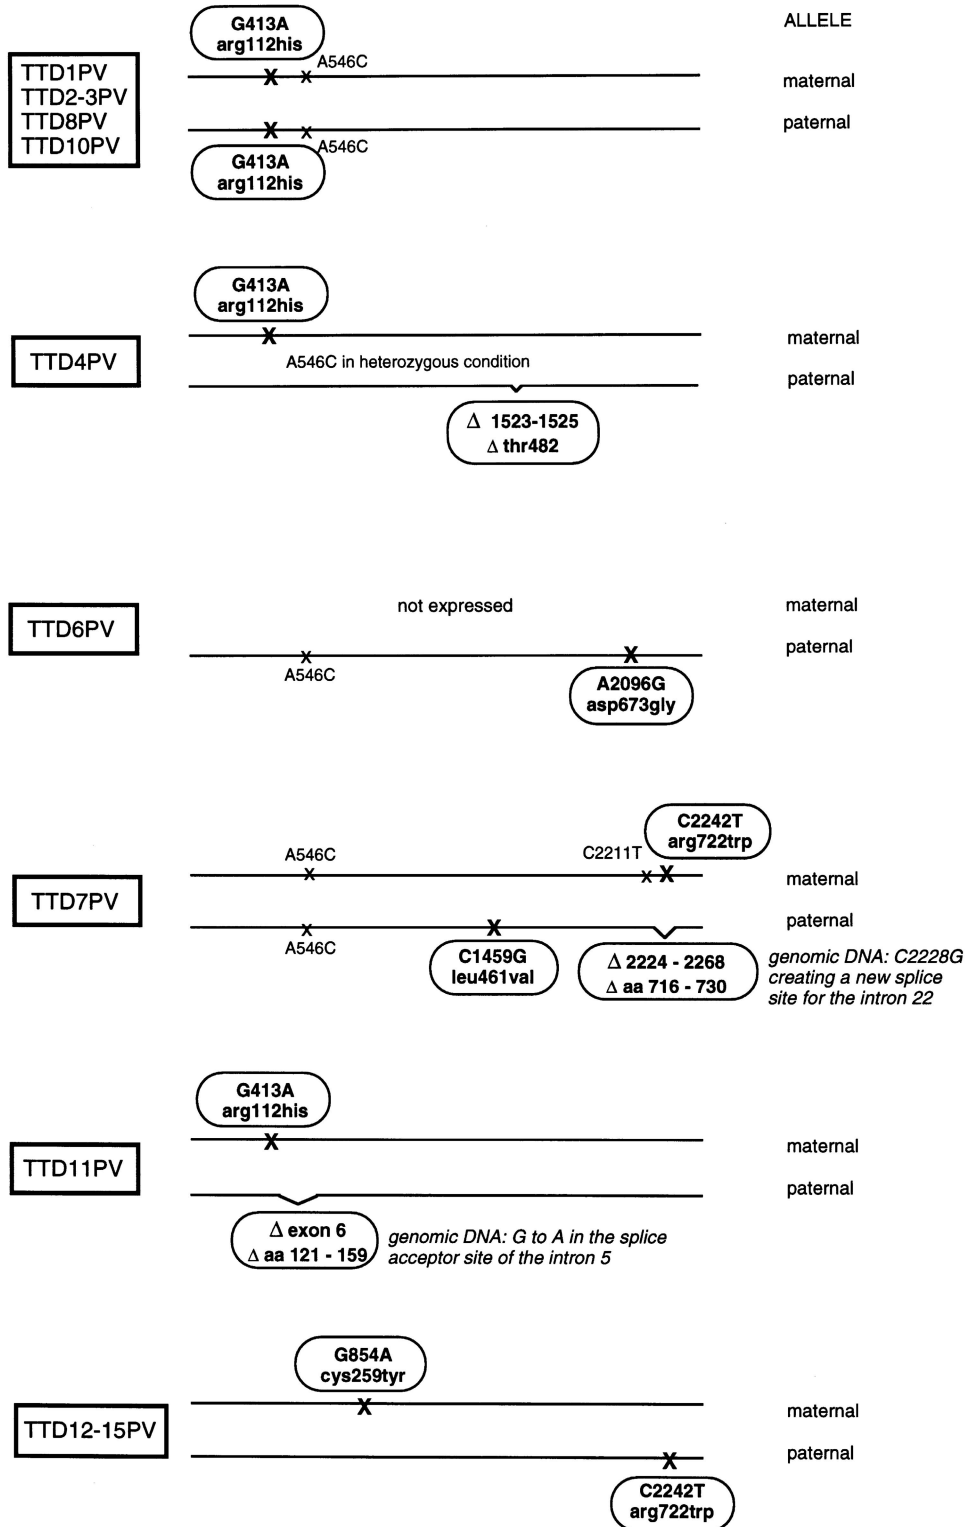 ALLELE
G413A
arg112his
A546C
TTD1PV
TTD2-3PV
TTD8PV
TTD10PV
maternal
paternal
A546C
G413A
arg112his
G413A
arg112his
TTD4PV
maternal
A546C in heterozygous condition
paternal
Δ 1523-1525
Δ thr482
TTD6PV
not expressed
maternal
paternal
A546C
A2096G
asp673gly
C2242T
arg722trp
A546C
C2211T
TTD7PV
maternal
paternal
A546C
C1459G
leu461val
Δ 2224 - 2268
Δ aa 716 - 730
genomic DNA: C2228G
creating a new splice
site for the intron 22
G413A
arg112his
TTD11PV
maternal
paternal
Δ exon 6
Δ aa 121 - 159
genomic DNA: G to A in the splice
acceptor site of the intron 5
G854A
cys259tyr
TTD12-15PV
maternal
paternal
C2242T
arg722trp